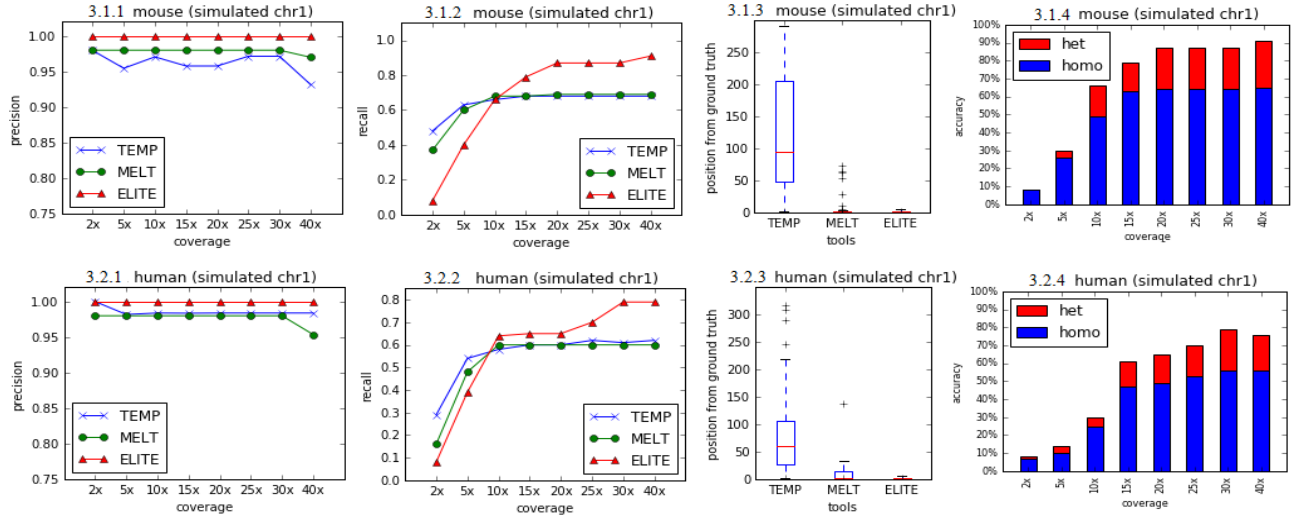 3.1.1 mouse (simulated chr1)
1.00
0.95
0.90
0.85
0.80
0.75
precision
TEMP
MELT
ELITE
2x 5x 10x 15x 20x 25x 30x 40x
coverage
3.1.2 mouse (simulated chr1)
1.0
0.8
0.6
0.4
0.2
0.0
recall
TEMP
MELT
ELITE
2x 5x 10x 15x 20x 25x 30x 40x
coverage
3.1.3 mouse (simulated chr1)
250
200
150
100
50
0
position from ground truth
TEMP MELT ELITE
tools
3.1.4 mouse (simulated chr1)
100%
90%
80%
70%
60%
50%
40%
30%
20%
10%
accuracy
het
homo
2x 5x 10x 15x 20x 25x 30x 40x
coverage
3.2.1 human (simulated chr1)
1.00
0.95
0.90
0.85
0.80
0.75
precision
TEMP
MELT
ELITE
2x 5x 10x 15x 20x 25x 30x 40x
coverage
3.2.2 human (simulated chr1)
0.8
0.7
0.6
0.5
0.4
0.3
0.2
0.1
0.0
recall
TEMP
MELT
ELITE
2x 5x 10x 15x 20x 25x 30x 40x
coverage
3.2.3 human (simulated chr1)
300
250
200
150
100
50
0
position from ground truth
TEMP MELT ELITE
tools
3.2.4 human (simulated chr1)
100%
90%
80%
70%
60%
50%
40%
30%
20%
10%
0%
accuracy
het
homo
2x 5x 10x 15x 20x 25x 30x 40x
coverage